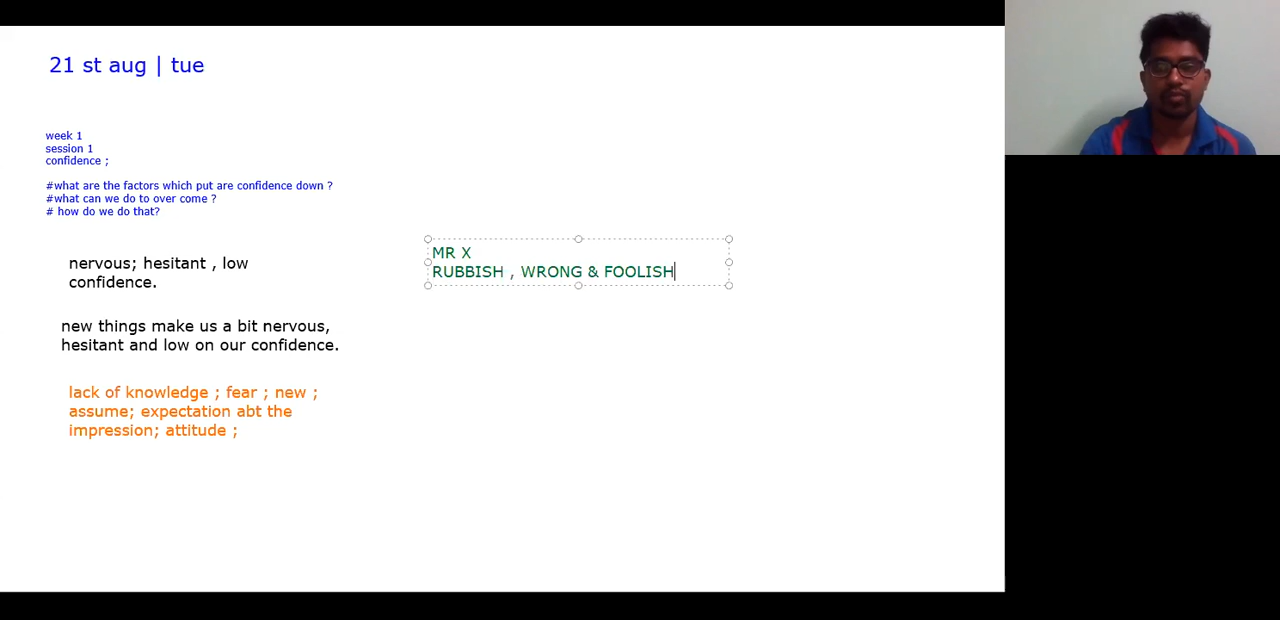 21 st aug | tue
week 1
session 1
confidence ;
#what are the factors which put are confidence down ?
#what can we do to over come ?
# how do we do that?
nervous; hesitant , low
confidence.
new things make us a bit nervous,
hesitant and low on our confidence.
lack of knowledge ; fear ; new ;
assume; expectation abt the
impression; attitude ;
MR X
RUBBISH , WRONG & FOOLISH